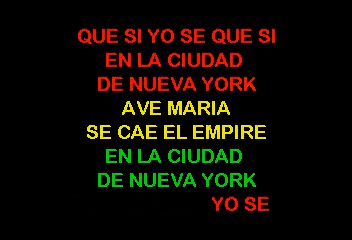 QUE SI YO SE QUE SI
EN LA CIUDAD
DE NUEVA YORK
AVE MARIA
SE CAE EL EMPIRE
EN LA CIUDAD
DE NUEVA YORK
YO SE